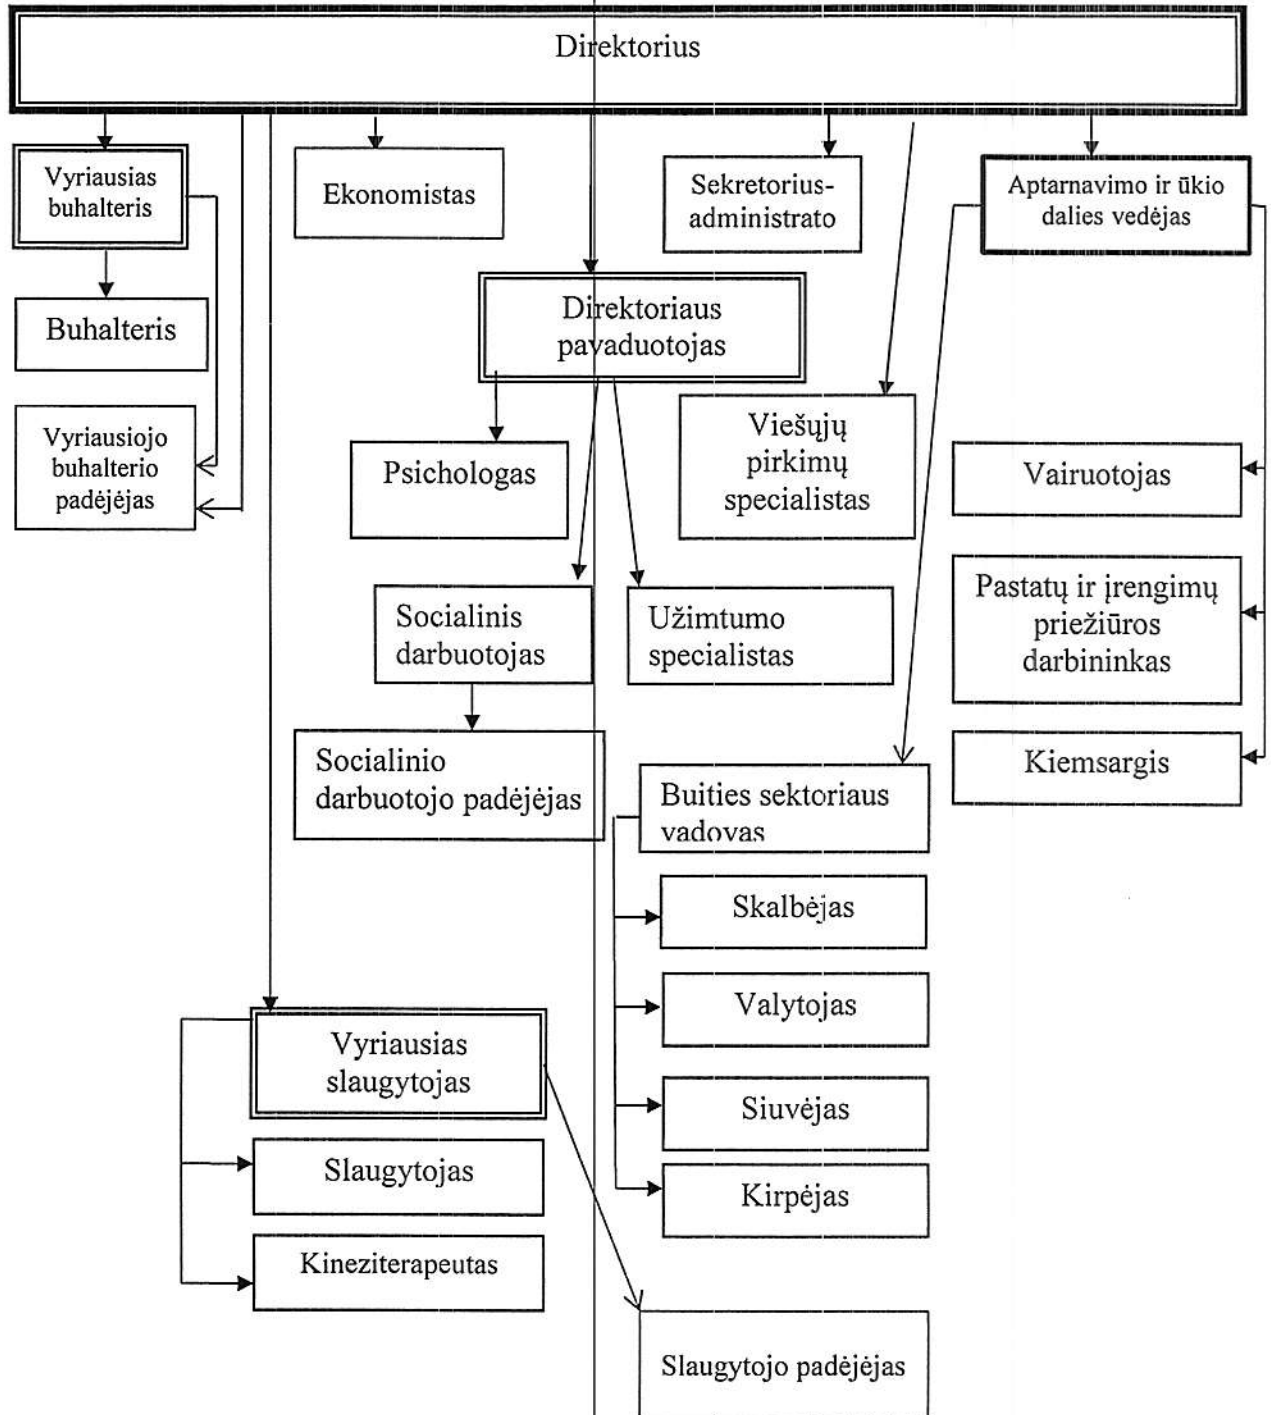 Direktorius
Vyriausias
buhalteris
Ekonomistas
Sekretorius-
administrato
Aptarnavimo ir ūkio
dalies vedėjas
Buhalteris
Direktoriaus
pavaduotojas
Vyriausiojo
buhalterio
padėjėjas
Psichologas
Viešųjų
pirkimų
specialistas
Vairuotojas
Socialinis
darbuotojas
Užimtumo
specialistas
Pastatų ir įrengimų
priežiūros
darbininkas
Socialinio
darbuotojo padėjėjas
Buities sektoriaus
vadovas
Kiemsargis
Skalbėjas
Valytojas
Siuvėjas
Kirpėjas
Vyriausias
slaugytojas
Slaugytojas
Kineziterapeutas
Slaugytojo padėjėjas